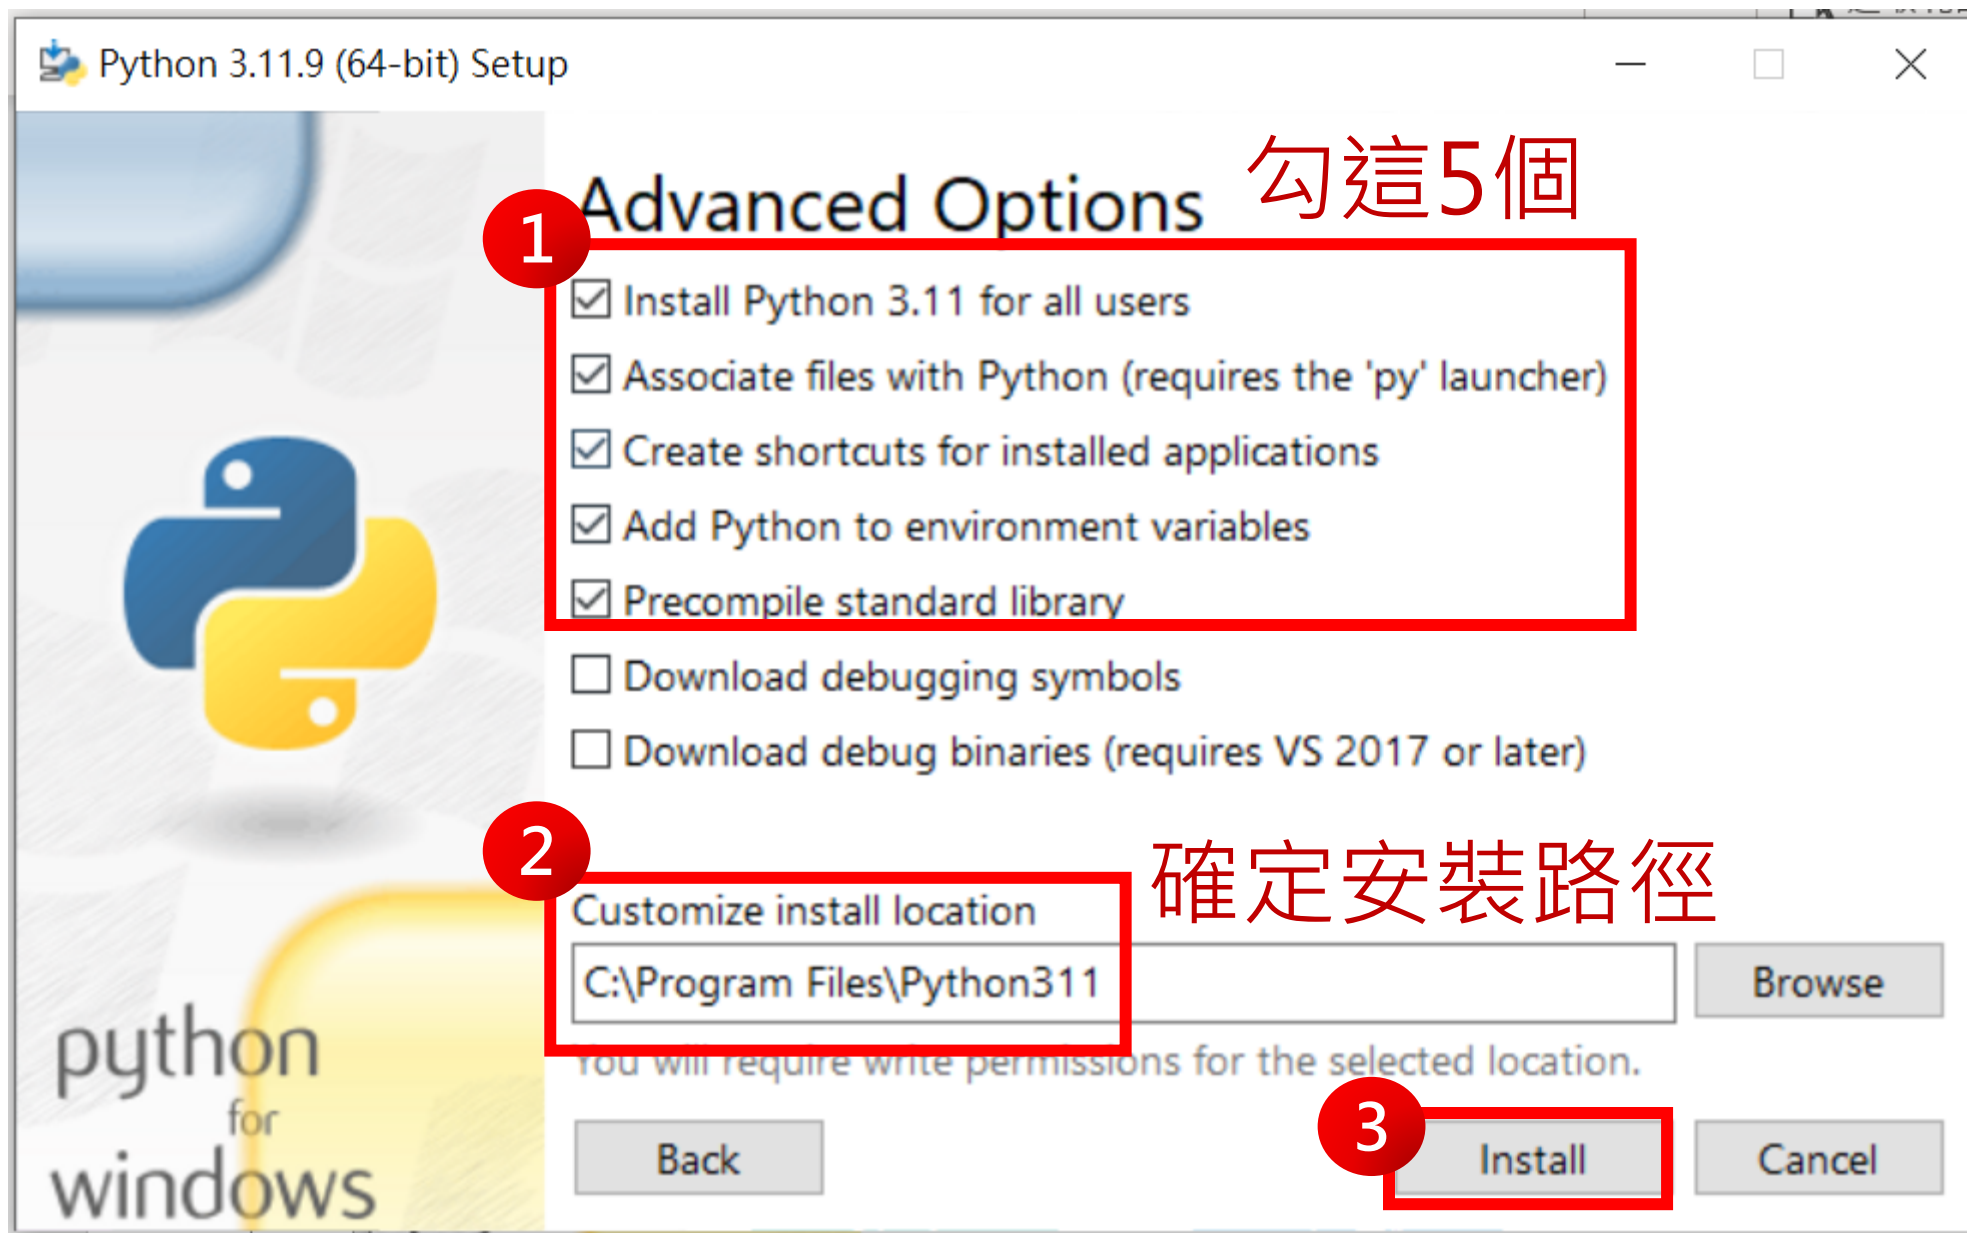 Python 3.11.9 (64-bit) Setup
勾這5個
Advanced Options
1
Install Python 3.11 for all users
Associate files with Python (requires the 'py' launcher)
Create shortcuts for installed applications
Add Python to environment variables
Precompile standard library
Download debugging symbols
Download debug binaries (requires VS 2017 or later)
2
確定安裝路徑
Customize install location
C:\Program Files\Python311
Browse
You will require write permissions for the selected location.
3
Back
Install
Cancel
python
for
windows